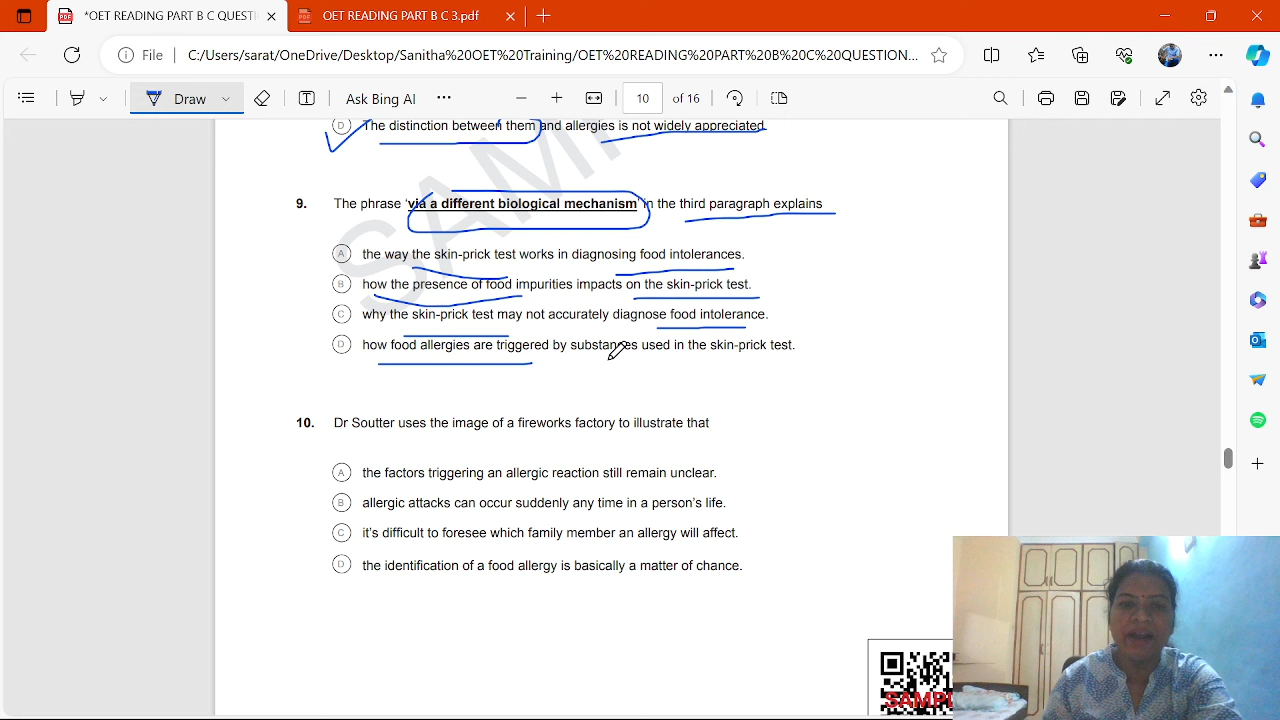 *OET READING PART B C QUESTI
OET READING PART B C 3.pdf
File
C:/Users/sarat/OneDrive/Desktop/Sanitha%20OET%20Training/OET%20READING%20PART%20B%20C%20QUESTION...
Draw
Ask Bing AI
10 of 16
D The distinction between them and allergies is not widely appreciated.
9. The phrase 'via a different biological mechanism' in the third paragraph explains
A the way the skin-prick test works in diagnosing food intolerances.
B how the presence of food impurities impacts on the skin-prick test.
C why the skin-prick test may not accurately diagnose food intolerance.
D how food allergies are triggered by substances used in the skin-prick test.
10. Dr Soutter uses the image of a fireworks factory to illustrate that
A the factors triggering an allergic reaction still remain unclear.
B allergic attacks can occur suddenly any time in a person's life.
C it's difficult to foresee which family member an allergy will affect.
D the identification of a food allergy is basically a matter of chance.